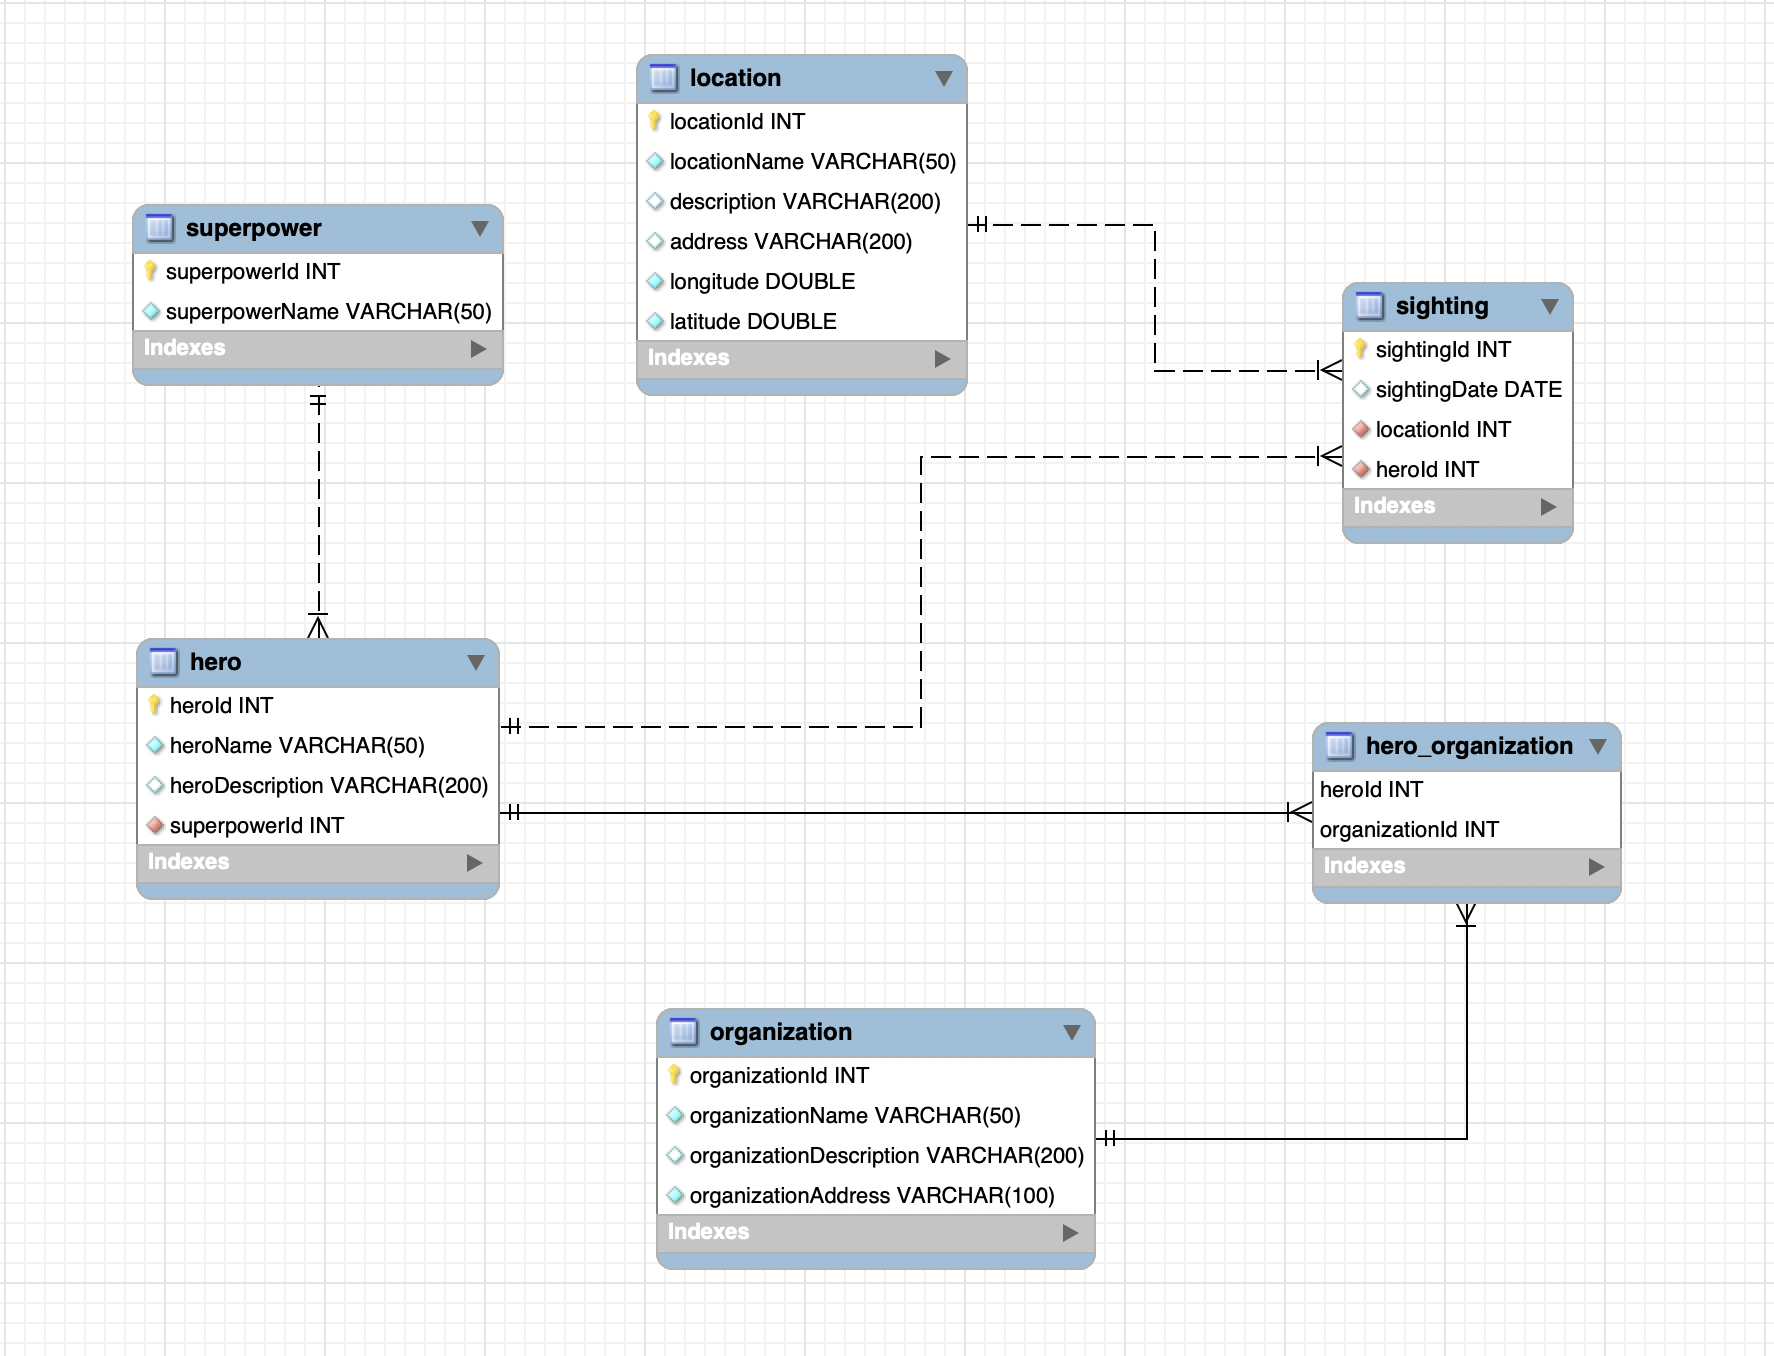 location
locationId INT
locationName VARCHAR(50)
description VARCHAR(200)
address VARCHAR(200)
longitude DOUBLE
latitude DOUBLE
Indexes
superpower
superpowerId INT
superpowerName VARCHAR(50)
Indexes
sighting
sightingId INT
sightingDate DATE
locationId INT
heroId INT
Indexes
hero
heroId INT
heroName VARCHAR(50)
heroDescription VARCHAR(200)
superpowerId INT
Indexes
hero_organization
heroId INT
organizationId INT
Indexes
organization
organizationId INT
organizationName VARCHAR(50)
organizationDescription VARCHAR(200)
organizationAddress VARCHAR(100)
Indexes